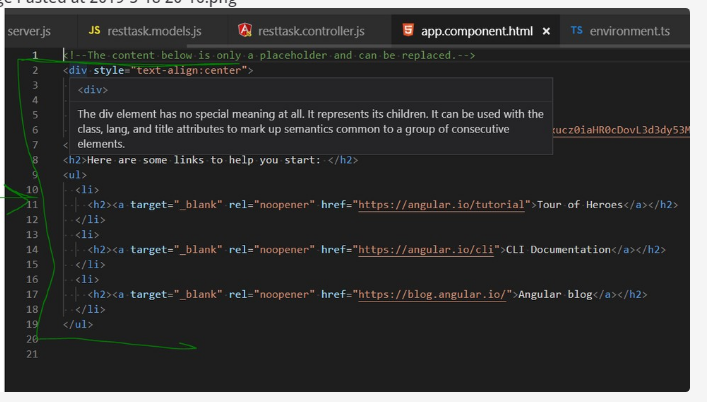 ge Pasted at 2019-3-18 20-10.png
server.js JS resttask.models.js resttask.controller.js app.component.html × TS environment.ts
1 <!--The content below is only a placeholder and can be replaced.-->
2 <div style="text-align:center">
3 <div>
4 The div element has no special meaning at all. It represents its children. It can be used with the
5 class, lang, and title attributes to mark up semantics common to a group of consecutive
6 elements. xucz0iaHR0cDovL3d3dy53M
7 <
8 <h2>Here are some links to help you start: </h2>
9 <ul>
10 <li>
11 <h2><a target="_blank" rel="noopener" href="https://angular.io/tutorial">Tour of Heroes</a></h2>
12 </li>
13 <li>
14 <h2><a target="_blank" rel="noopener" href="https://angular.io/cli">CLI Documentation</a></h2>
15 </li>
16 <li>
17 <h2><a target="_blank" rel="noopener" href="https://blog.angular.io/">Angular blog</a></h2>
18 </li>
19 </ul>
20
21